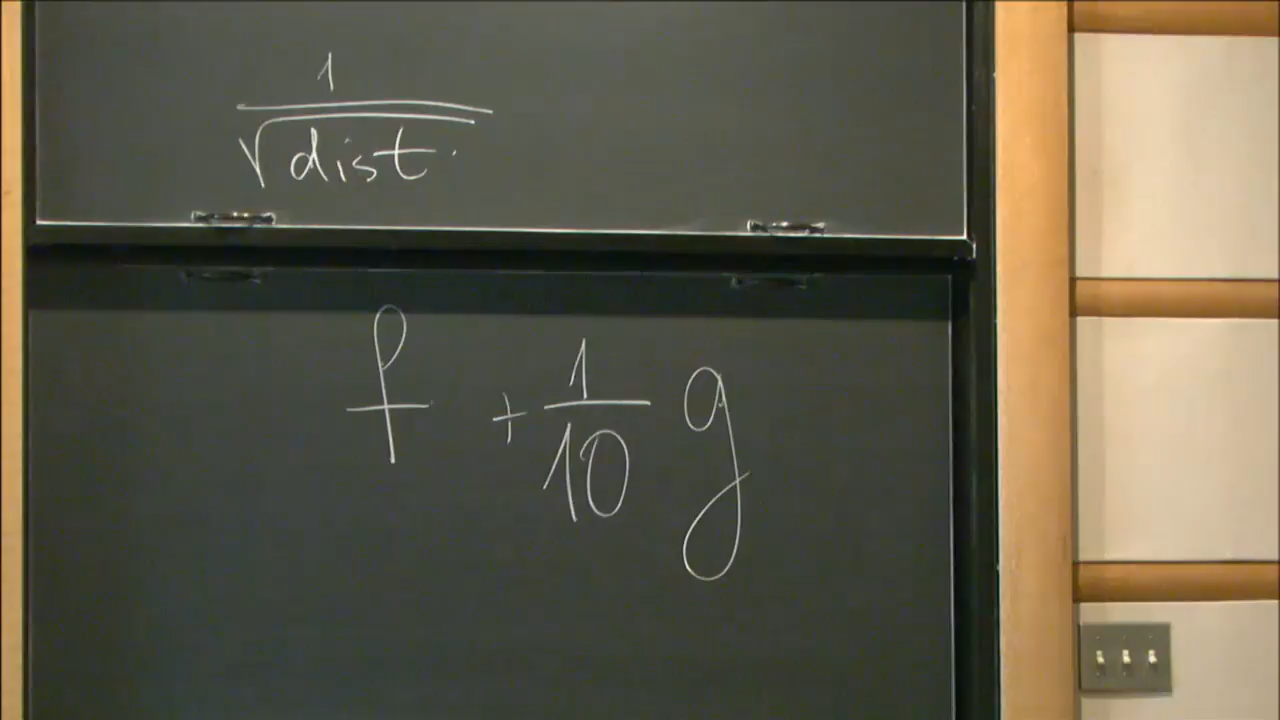 1/√dist.
f + 1/10 g